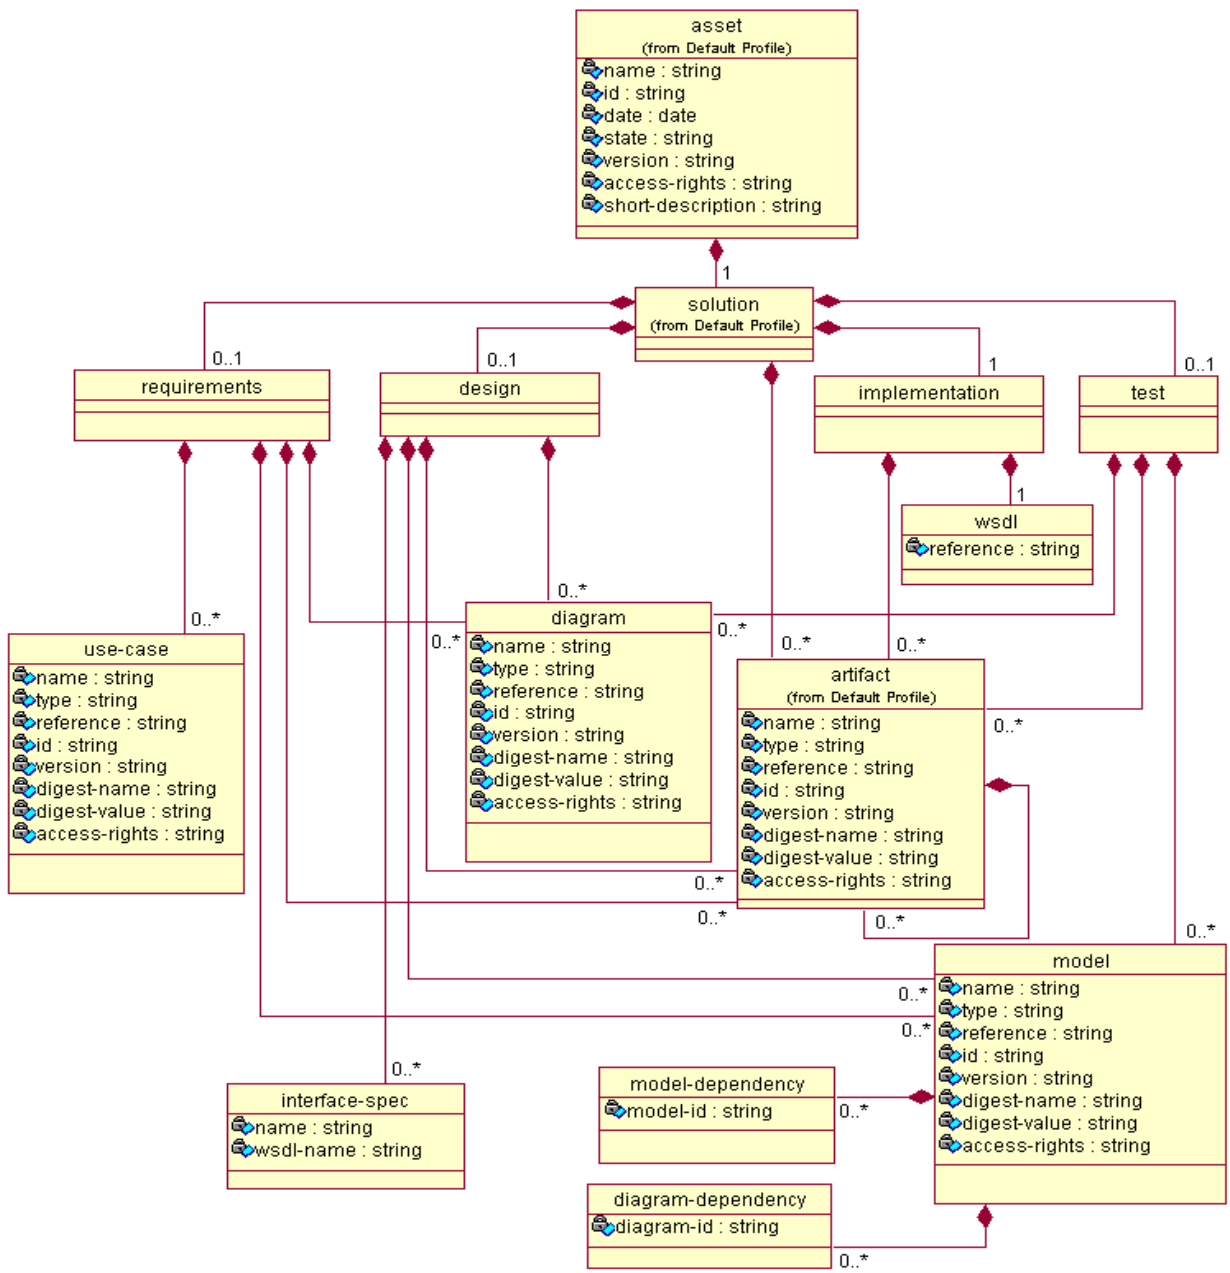 asset
(from Default Profile)
name : string
id : string
date : date
state : string
version : string
access-rights : string
short-description : string
1
solution
(from Default Profile)
0..1
0..1
1
0..1
requirements
design
implementation
test
1
wsdl
reference : string
0..*
0..*
0..*
0..*
0..*
0..*
use-case
name : string
type : string
reference : string
id : string
version : string
digest-name : string
digest-value : string
access-rights : string
diagram
name : string
type : string
reference : string
id : string
version : string
digest-name : string
digest-value : string
access-rights : string
artifact
(from Default Profile)
name : string
type : string
reference : string
id : string
version : string
digest-name : string
digest-value : string
access-rights : string
0..*
0..*
0..*
0..*
0..*
0..*
0..*
model
name : string
type : string
reference : string
id : string
version : string
digest-name : string
digest-value : string
access-rights : string
0..*
interface-spec
name : string
wsdl-name : string
model-dependency
model-id : string
0..*
diagram-dependency
diagram-id : string
0..*